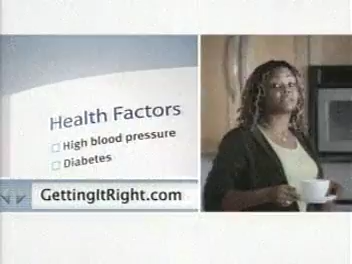 Health Factors
High blood pressure
Diabetes
GettingItRight.com